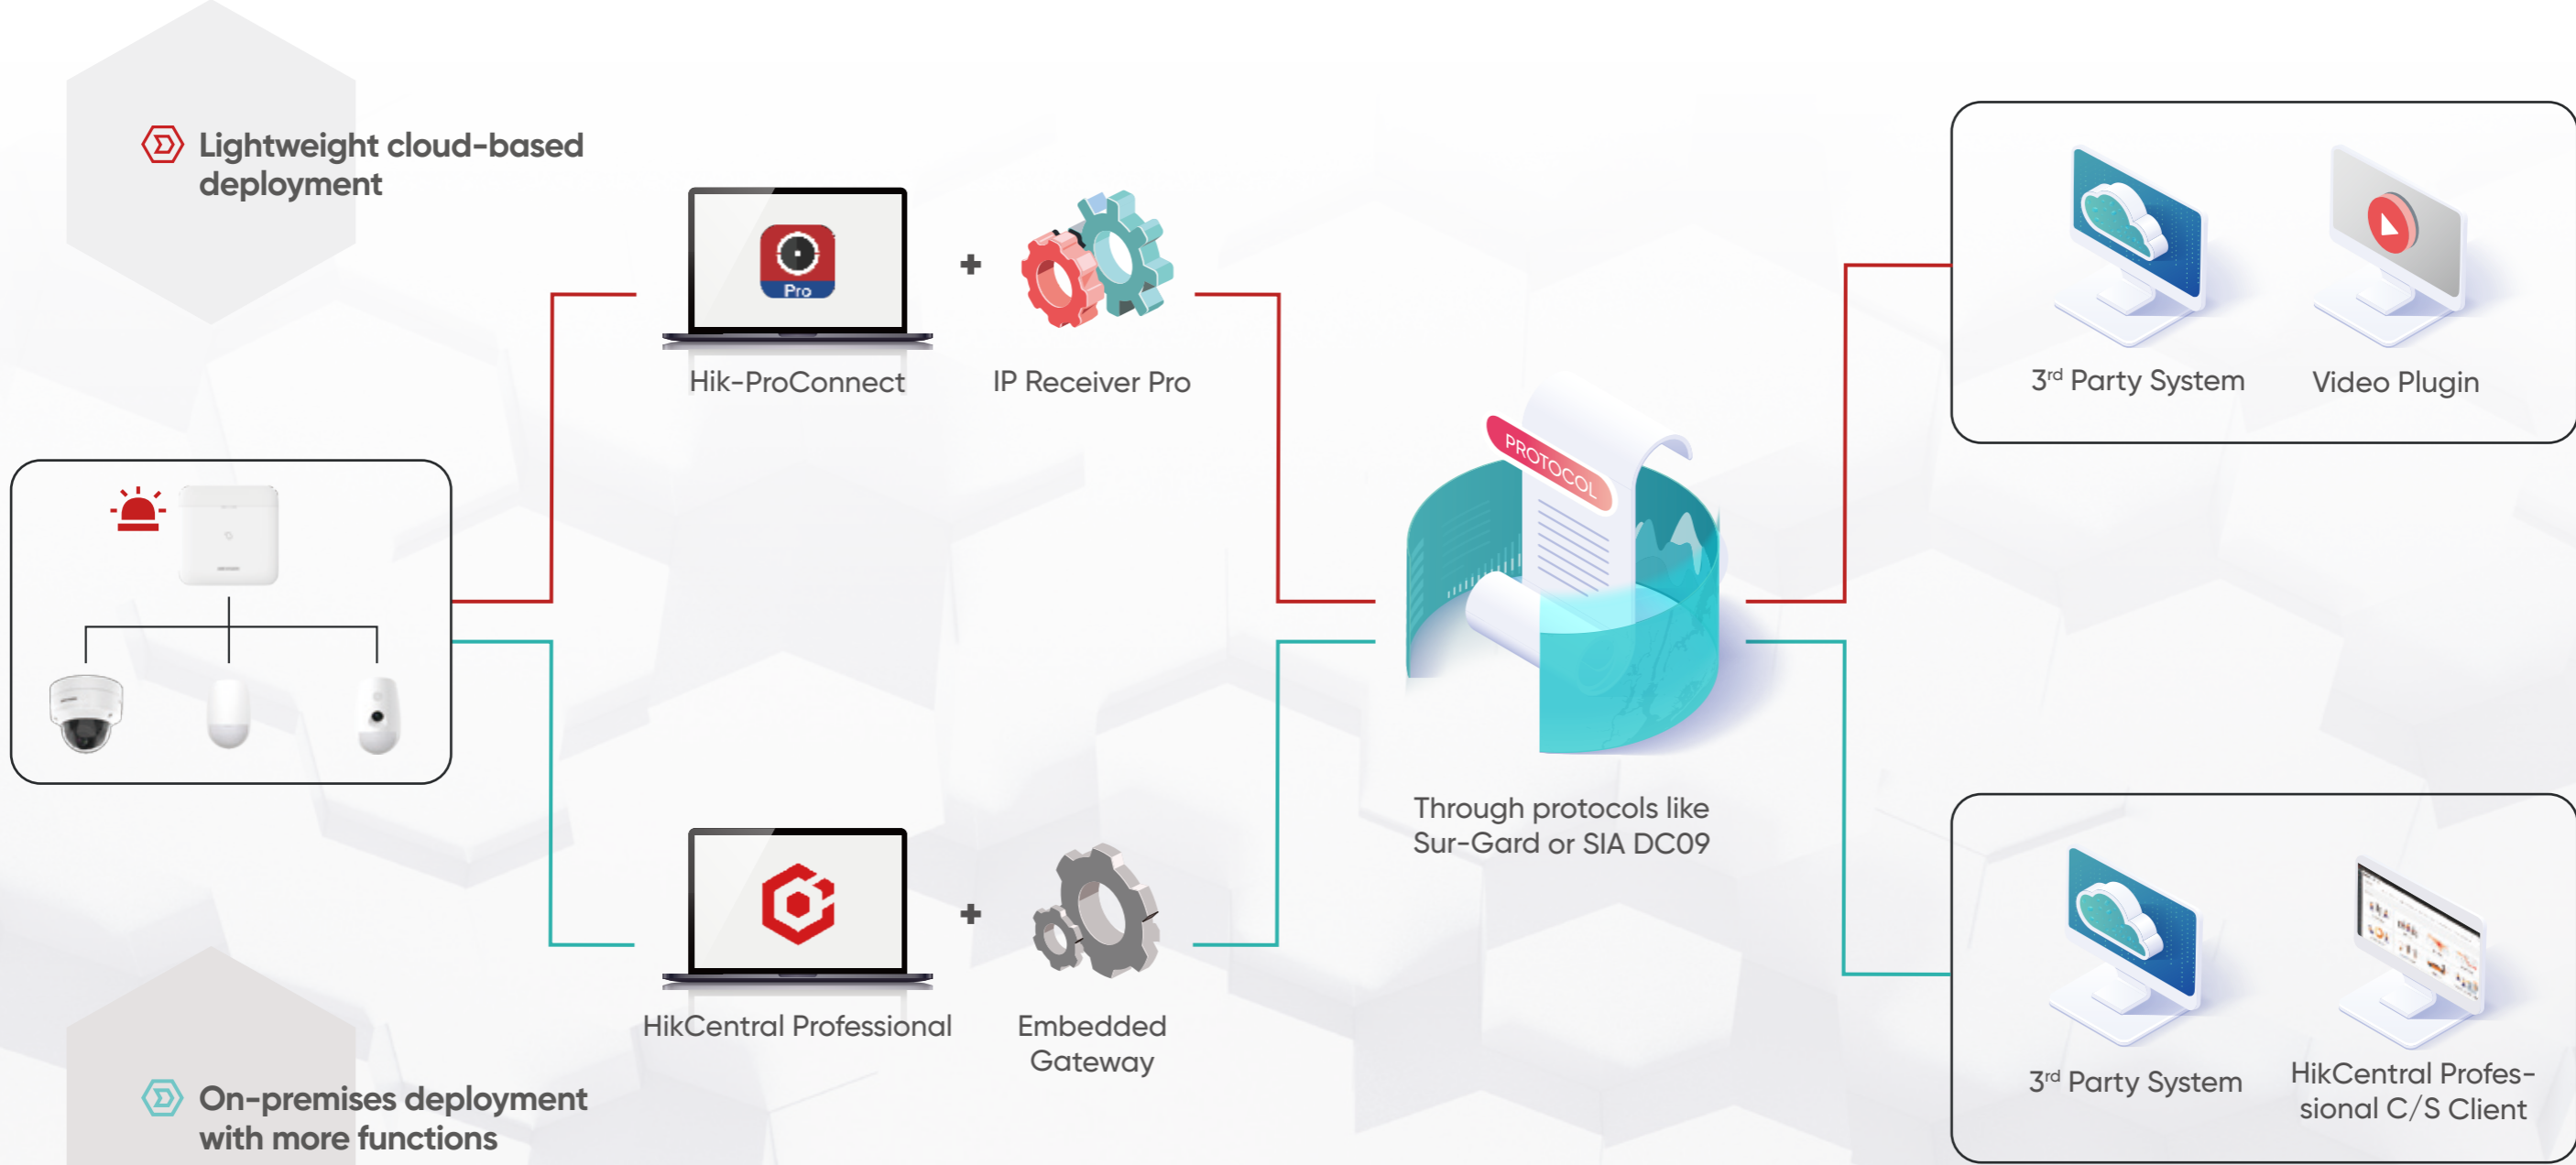 Lightweight cloud-based
deployment
Pro
Hik-ProConnect
+
IP Receiver Pro
3rd Party System
Video Plugin
PROTOCOL
Through protocols like
Sur-Gard or SIA DC09
HikCentral Professional
+
Embedded
Gateway
3rd Party System
HikCentral Profes-
sional C/S Client
On-premises deployment
with more functions